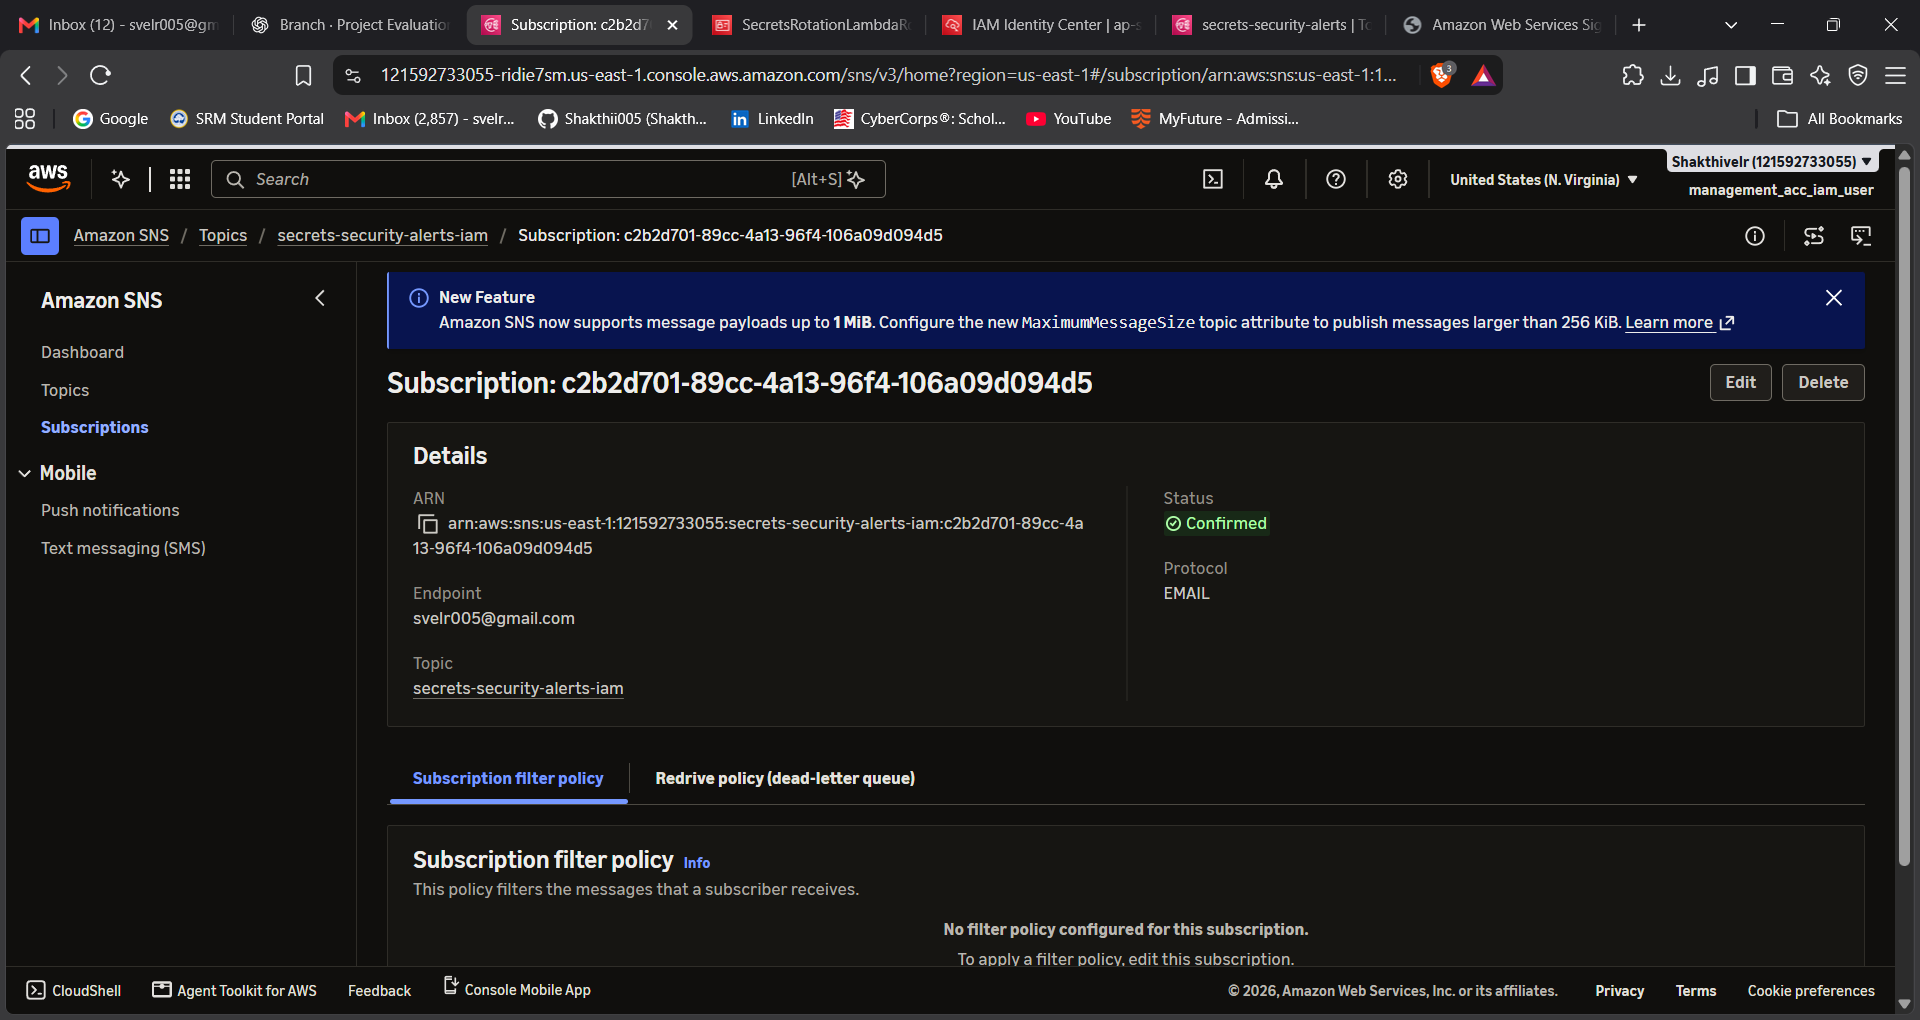 Inbox (12) - svelr005@gm
Branch · Project Evaluatio
Subscription: c2b2d7
SecretsRotationLambdaR
IAM Identity Center | ap-s
secrets-security-alerts | To
Amazon Web Services Sig
121592733055-ridie7sm.us-east-1.console.aws.amazon.com/sns/v3/home?region=us-east-1#/subscription/arn:aws:sns:us-east-1:1...
3
Google
SRM Student Portal
Inbox (2,857) - svelr...
Shakthii005 (Shakth...
LinkedIn
CyberCorps®: Schol...
YouTube
MyFuture - Admissi...
All Bookmarks
aws
Search
[Alt+S]
United States (N. Virginia)
Shakthivelr (121592733055)
management_acc_iam_user
Amazon SNS / Topics / secrets-security-alerts-iam / Subscription: c2b2d701-89cc-4a13-96f4-106a09d094d5
Amazon SNS
Dashboard
Topics
Subscriptions
Mobile
Push notifications
Text messaging (SMS)
New Feature
Amazon SNS now supports message payloads up to 1 MiB. Configure the new MaximumMessageSize topic attribute to publish messages larger than 256 KiB. Learn more
Subscription: c2b2d701-89cc-4a13-96f4-106a09d094d5
Edit
Delete
Details
ARN
arn:aws:sns:us-east-1:121592733055:secrets-security-alerts-iam:c2b2d701-89cc-4a
13-96f4-106a09d094d5
Endpoint
svelr005@gmail.com
Topic
secrets-security-alerts-iam
Status
Confirmed
Protocol
EMAIL
Subscription filter policy
Redrive policy (dead-letter queue)
Subscription filter policy Info
This policy filters the messages that a subscriber receives.
No filter policy configured for this subscription.
To apply a filter policy, edit this subscription.
CloudShell
Agent Toolkit for AWS
Feedback
Console Mobile App
© 2026, Amazon Web Services, Inc. or its affiliates.
Privacy
Terms
Cookie preferences